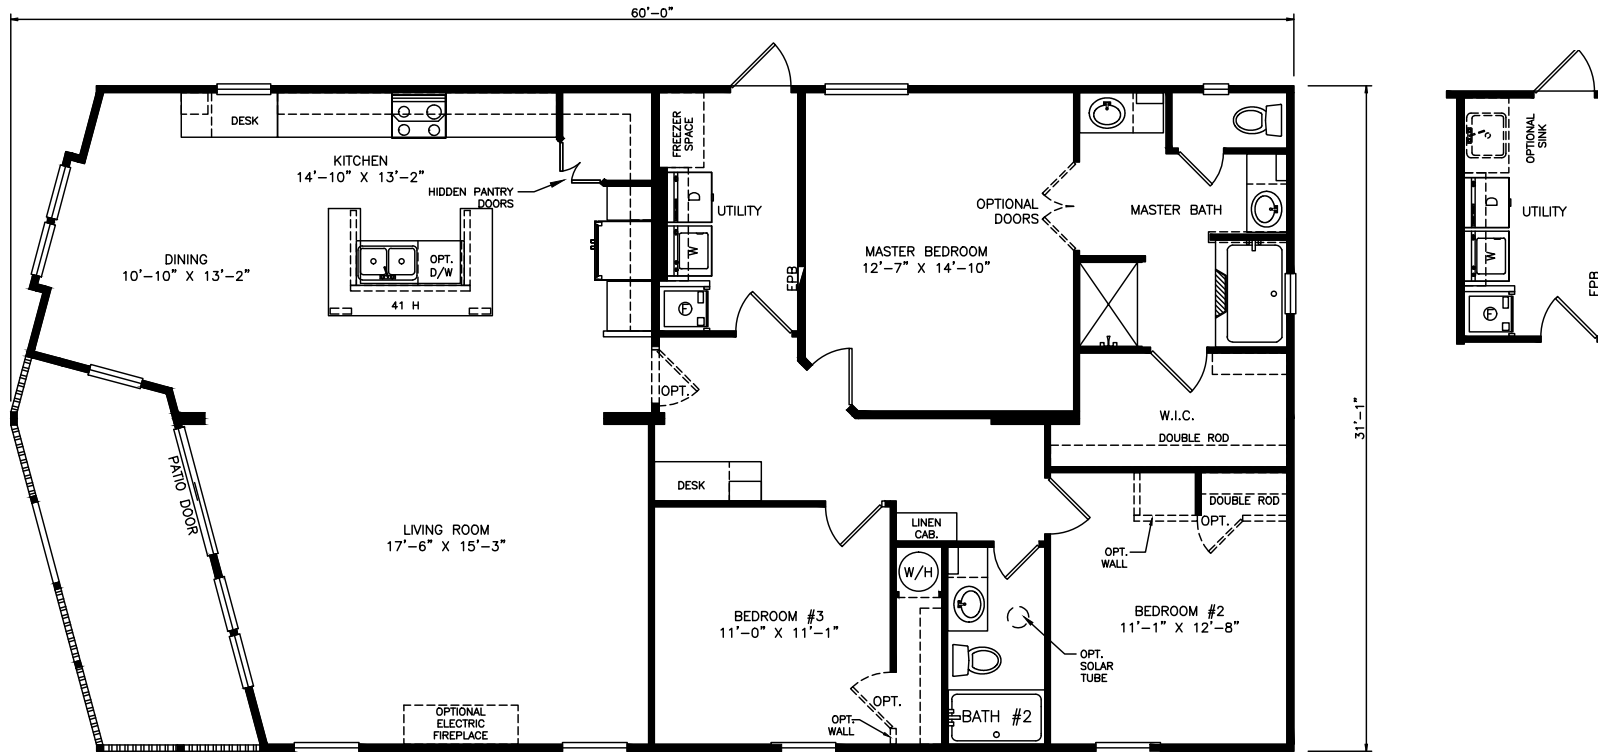 60'-0"
DESK
KITCHEN
14'-10" X 13'-2"
HIDDEN PANTRY
DOORS
FREEZER
SPACE
D
UTILITY
W
F
EPB
DINING
10'-10" X 13'-2"
OPT.
D/W
41 H
OPTIONAL
DOORS
MASTER BATH
MASTER BEDROOM
12'-7" X 14'-10"
OPT.
W.I.C.
DOUBLE ROD
31'-1"
PATIO DOOR
LIVING ROOM
17'-6" X 15'-3"
DESK
LINEN
CAB.
W/H
DOUBLE ROD
OPT.
OPT.
WALL
BEDROOM #3
11'-0" X 11'-1"
BEDROOM #2
11'-1" X 12'-8"
OPT.
SOLAR
TUBE
OPT.
OPT.
WALL
BATH #2
OPTIONAL
ELECTRIC
FIREPLACE
OPTIONAL
SINK
D
UTILITY
W
F
EPB